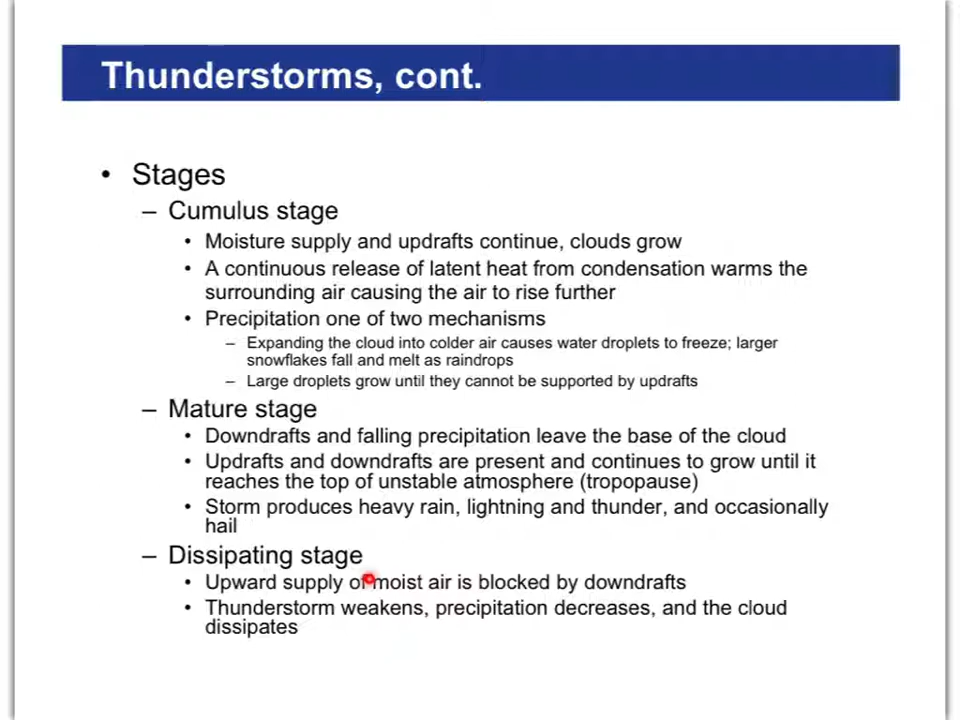 Thunderstorms, cont.
• Stages
– Cumulus stage
• Moisture supply and updrafts continue, clouds grow
• A continuous release of latent heat from condensation warms the
surrounding air causing the air to rise further
• Precipitation one of two mechanisms
– Expanding the cloud into colder air causes water droplets to freeze; larger
snowflakes fall and melt as raindrops
– Large droplets grow until they cannot be supported by updrafts
– Mature stage
• Downdrafts and falling precipitation leave the base of the cloud
• Updrafts and downdrafts are present and continues to grow until it
reaches the top of unstable atmosphere (tropopause)
• Storm produces heavy rain, lightning and thunder, and occasionally
hail
– Dissipating stage
• Upward supply of moist air is blocked by downdrafts
• Thunderstorm weakens, precipitation decreases, and the cloud
dissipates